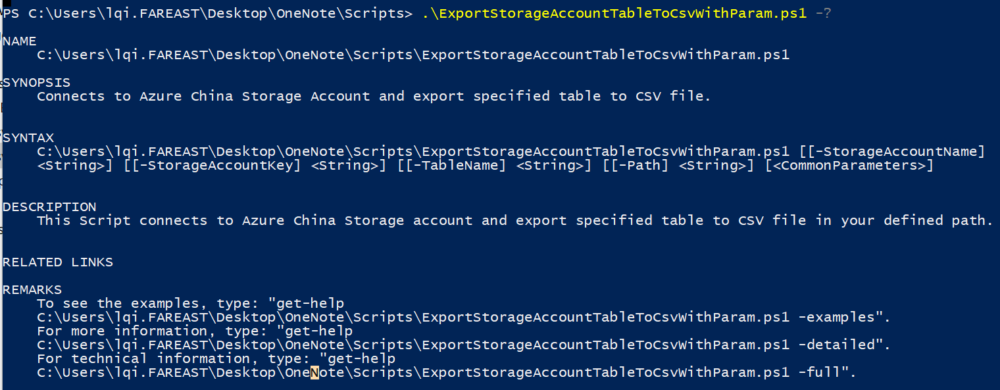 PS C:\Users\lqi.FAREAST\Desktop\OneNote\Scripts> .\ExportStorageAccountTableToCsvWithParam.ps1 -?
NAME
C:\Users\lqi.FAREAST\Desktop\OneNote\Scripts\ExportStorageAccountTableToCsvWithParam.ps1
SYNOPSIS
Connects to Azure China Storage Account and export specified table to CSV file.
SYNTAX
C:\Users\lqi.FAREAST\Desktop\OneNote\Scripts\ExportStorageAccountTableToCsvWithParam.ps1 [[-StorageAccountName]
<String>] [[-StorageAccountKey] <String>] [[-TableName] <String>] [[-Path] <String>] [<CommonParameters>]
DESCRIPTION
This Script connects to Azure China Storage account and export specified table to CSV file in your defined path.
RELATED LINKS
REMARKS
To see the examples, type: "get-help
C:\Users\lqi.FAREAST\Desktop\OneNote\Scripts\ExportStorageAccountTableToCsvWithParam.ps1 -examples".
For more information, type: "get-help
C:\Users\lqi.FAREAST\Desktop\OneNote\Scripts\ExportStorageAccountTableToCsvWithParam.ps1 -detailed".
For technical information, type: "get-help
C:\Users\lqi.FAREAST\Desktop\OneNote\Scripts\ExportStorageAccountTableToCsvWithParam.ps1 -full".